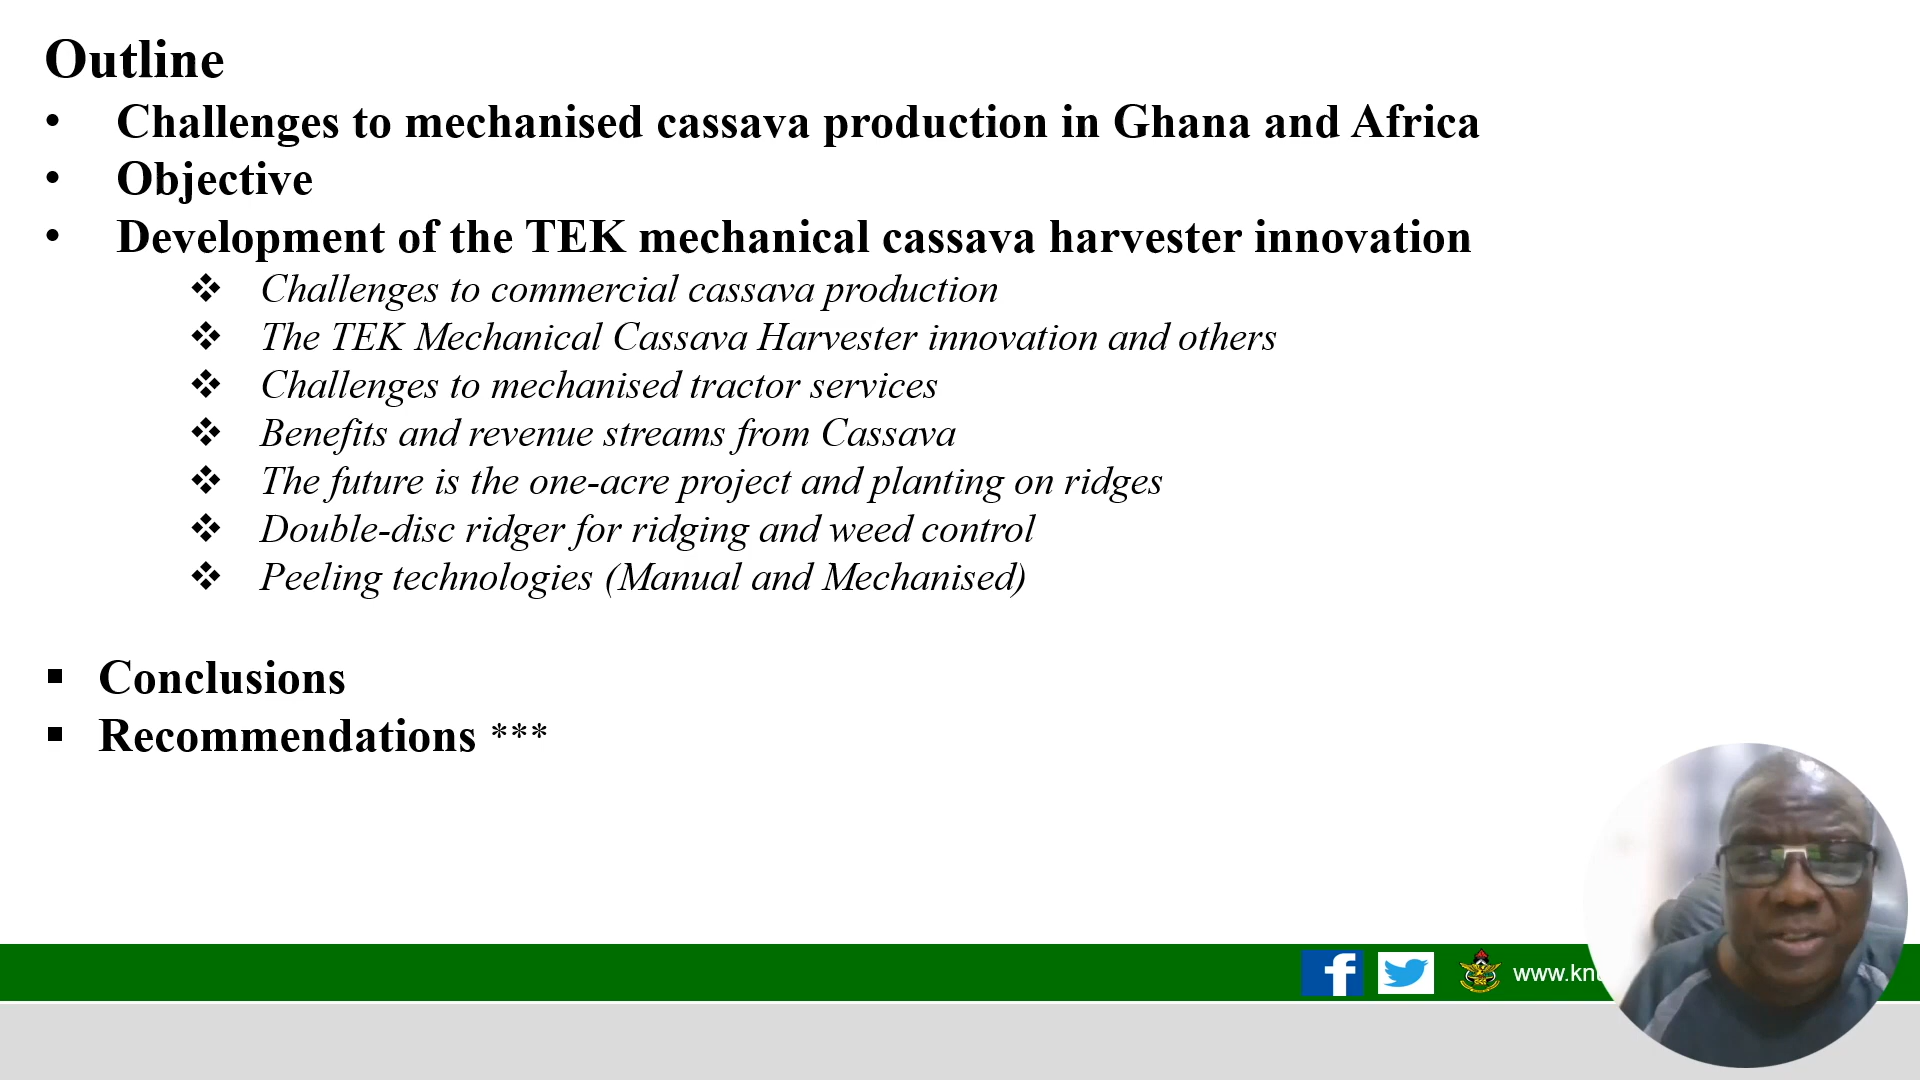 Outline
• Challenges to mechanised cassava production in Ghana and Africa
• Objective
• Development of the TEK mechanical cassava harvester innovation
❖ Challenges to commercial cassava production
❖ The TEK Mechanical Cassava Harvester innovation and others
❖ Challenges to mechanised tractor services
❖ Benefits and revenue streams from Cassava
❖ The future is the one-acre project and planting on ridges
❖ Double-disc ridger for ridging and weed control
❖ Peeling technologies (Manual and Mechanised)
▪ Conclusions
▪ Recommendations ***